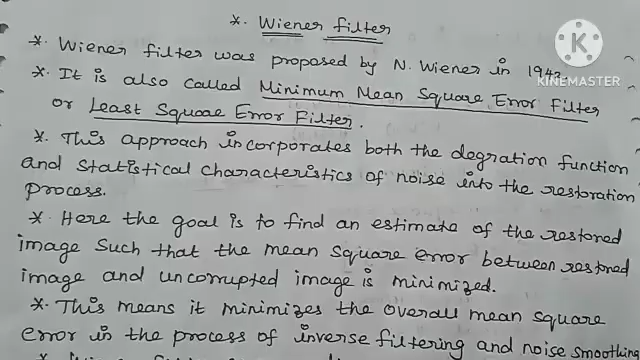 *. Wiener filter
*. Wiener filter was proposed by N. Wiener in 1942.
K
KINEMASTER
*. It is also called Minimum Mean Square Error Filter
or Least Square Error Filter.
*. This approach incorporates both the degration function
and statistical characteristics of noise into the restoration
process.
*. Here the goal is to find an estimate of the restored
image such that the mean square error between restored
image and uncorrupted image is minimized.
*. This means it minimizes the overall mean square
error in the process of inverse filtering and noise smoothing